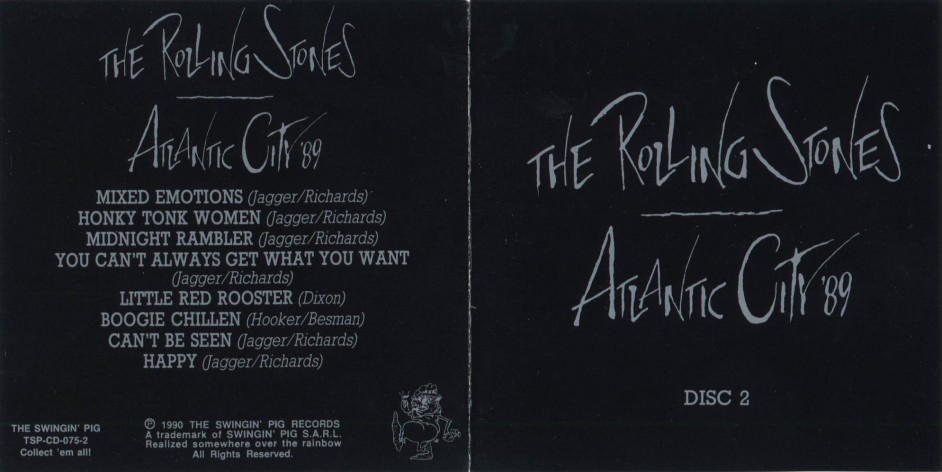 THE ROLLING STONES
ATLANTIC CITY '89
MIXED EMOTIONS (Jagger/Richards)
HONKY TONK WOMEN (Jagger/Richards)
MIDNIGHT RAMBLER (Jagger/Richards)
YOU CAN'T ALWAYS GET WHAT YOU WANT
(Jagger/Richards)
LITTLE RED ROOSTER (Dixon)
BOOGIE CHILLEN (Hooker/Besman)
CAN'T BE SEEN (Jagger/Richards)
HAPPY (Jagger/Richards)
THE SWINGIN' PIG
TSP-CD-075-2
Collect 'em all!
℗ 1990 THE SWINGIN' PIG RECORDS
A trademark of SWINGIN' PIG S.A.R.L.
Realized somewhere over the rainbow
All Rights Reserved.
THE ROLLING STONES
ATLANTIC CITY '89
DISC 2